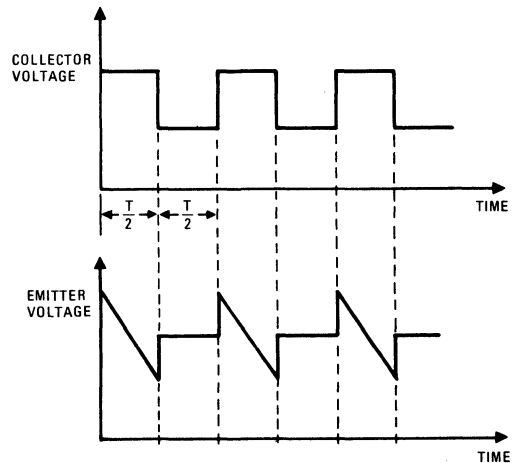 COLLECTOR
VOLTAGE
TIME
T/2 T/2
EMITTER
VOLTAGE
TIME